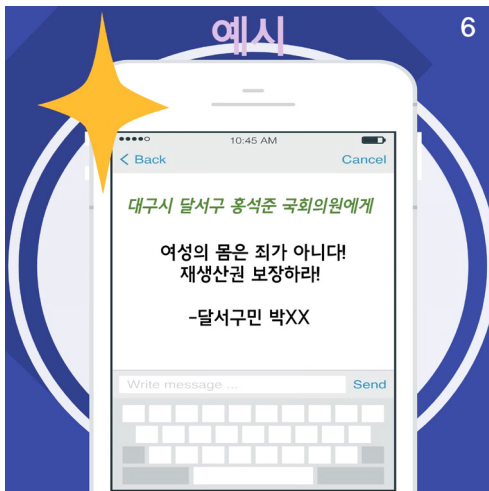 예시
6
10:45 AM
< Back Cancel
대구시 달서구 홍석준 국회의원에게
여성의 몸은 죄가 아니다!
재생산권 보장하라!
-달서구민 박XX
Write message ... Send